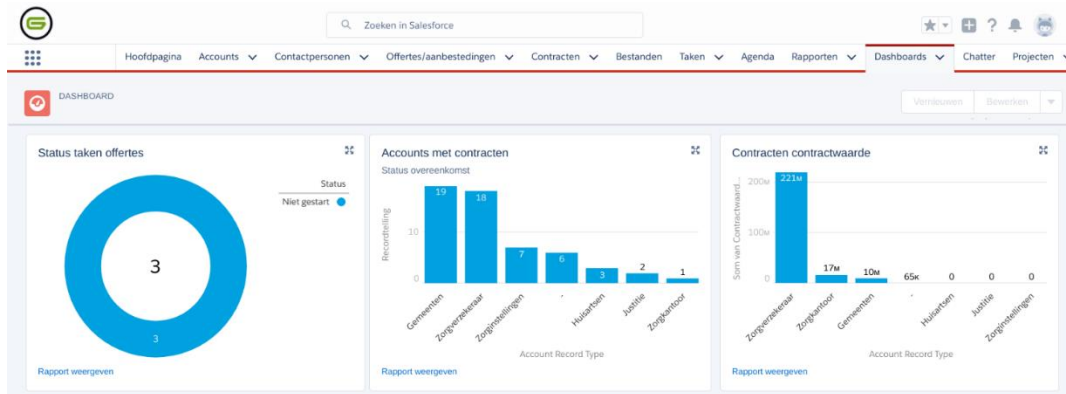 Zoeken in Salesforce
Hoofdpagina Accounts Contactpersonen Offertes/aanbestedingen Contracten Bestanden Taken Agenda Rapporten Dashboards Chatter Projecten
DASHBOARD
Vernieuwen Bewerken
Status taken offertes
Status
Niet gestart
3
3
Rapport weergeven
Accounts met contracten
Status overeenkomst
Recordtelling
10
0
19
18
7
6
3
2
1
Gemeenten
Zorgverzekeraar
Zorginstellingen
-
Huisartsen
Justitie
Zorgkantoor
Account Record Type
Rapport weergeven
Contracten contractwaarde
Som van Contractwaard...
200M
100M
0
221M
17M
10M
65K
0
0
0
Zorgverzekeraar
Zorgkantoor
Gemeenten
-
Huisartsen
Justitie
Zorginstellingen
Account Record Type
Rapport weergeven